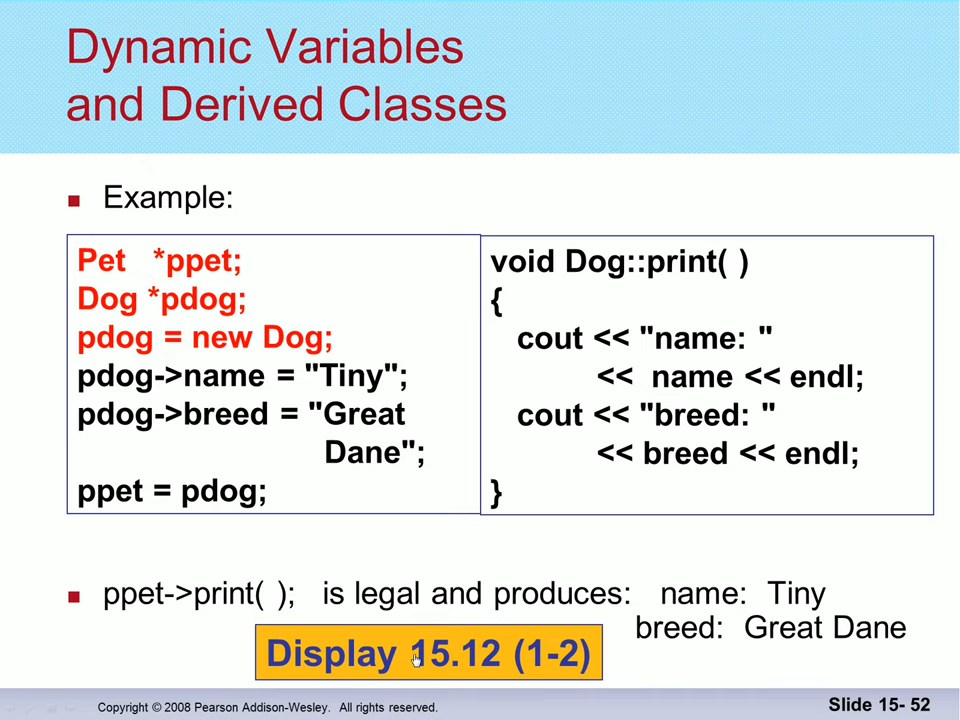 Dynamic Variables
and Derived Classes
Example:
Pet *ppet;
Dog *pdog;
pdog = new Dog;
pdog->name = "Tiny";
pdog->breed = "Great
Dane";
ppet = pdog;
void Dog::print( )
{
cout << "name: "
<< name << endl;
cout << "breed: "
<< breed << endl;
}
ppet->print( ); is legal and produces: name: Tiny
breed: Great Dane
Display 15.12 (1-2)
Copyright © 2008 Pearson Addison-Wesley. All rights reserved.
Slide 15- 52